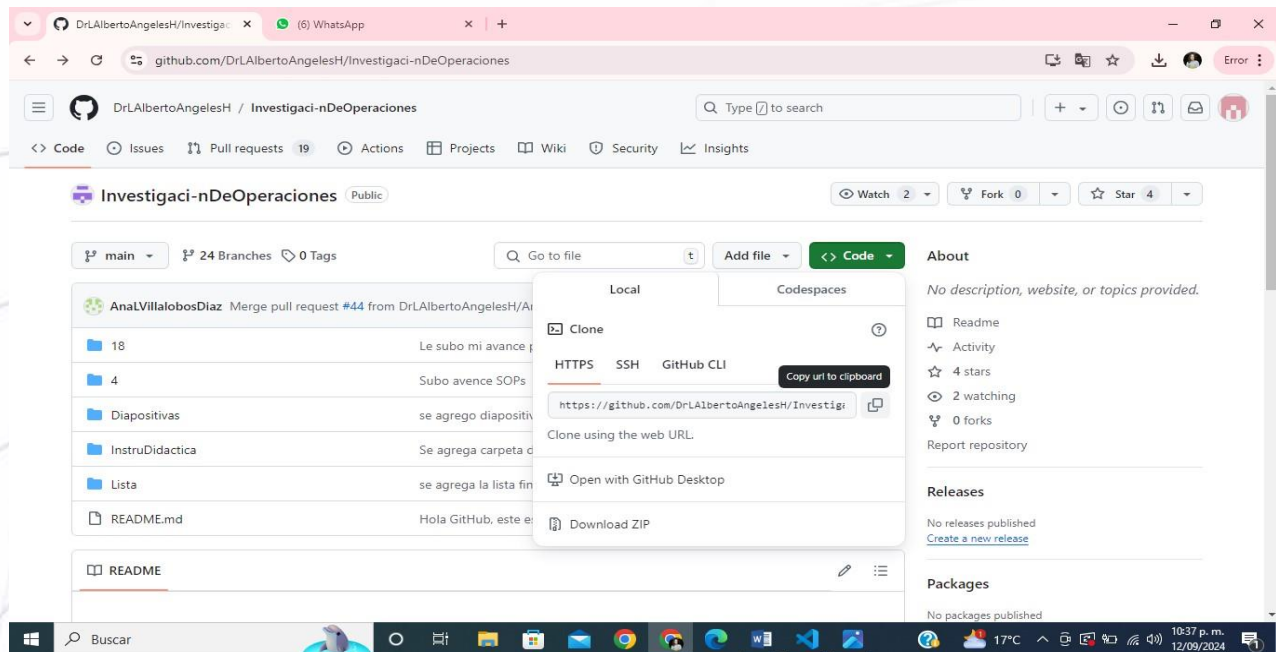 DrLAlbertoAngelesH/Investigac
(6) WhatsApp
github.com/DrLAlbertoAngelesH/Investigaci-nDeOperaciones
Error
DrLAlbertoAngelesH / Investigaci-nDeOperaciones
Type / to search
<> Code Issues Pull requests 19 Actions Projects Wiki Security Insights
Investigaci-nDeOperaciones Public
Watch 2 Fork 0 Star 4
main 24 Branches 0 Tags
Go to file t
Add file
<> Code
About
Local Codespaces
No description, website, or topics provided.
AnaLVillalobosDiaz Merge pull request #44 from DrLAlbertoAngelesH/A
Clone
HTTPS SSH GitHub CLI
Copy url to clipboard
https://github.com/DrLAlbertoAngelesH/Investiga
Clone using the web URL.
Open with GitHub Desktop
Download ZIP
18 Le subo mi avance p
4 Subo avence SOPs
Diapositivas se agrego diapositiv
InstruDidactica Se agrega carpeta d
Lista se agrega la lista fin
README.md Hola GitHub, este es
README
Readme
Activity
4 stars
2 watching
0 forks
Report repository
Releases
No releases published
Create a new release
Packages
No packages published
Buscar
17°C
10:37 p. m.
12/09/2024